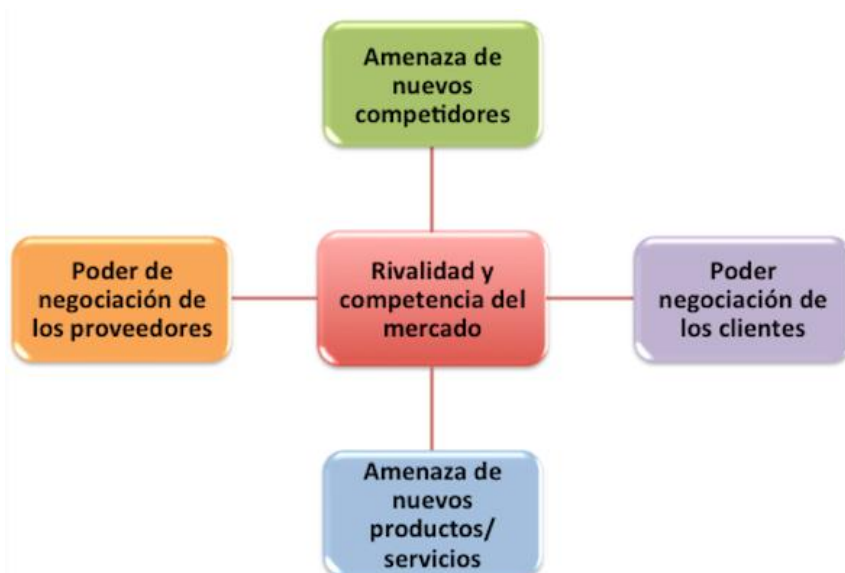 Amenaza de
nuevos
competidores
Poder de
negociación de
los proveedores
Rivalidad y
competencia del
mercado
Poder
negociación de
los clientes
Amenaza de
nuevos
productos/
servicios